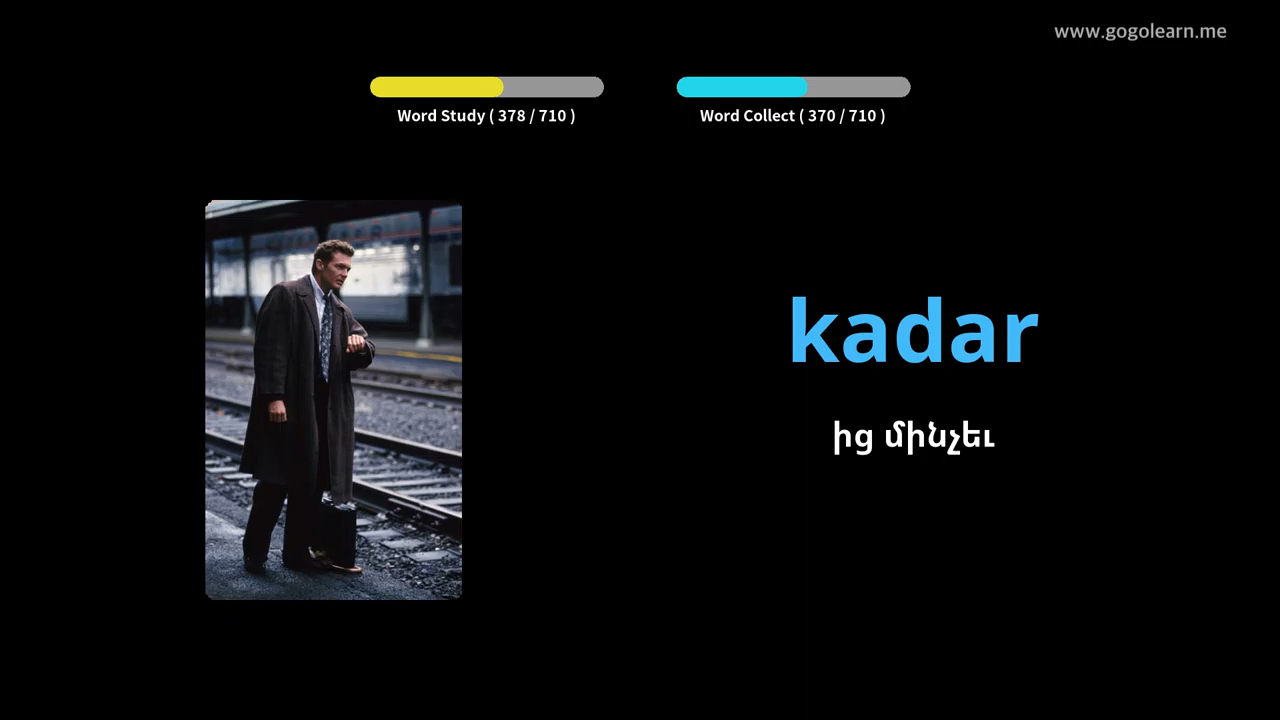 www.gogolearn.me
Word Study ( 378 / 710 )
Word Collect ( 370 / 710 )
kadar
ից մինչեւ